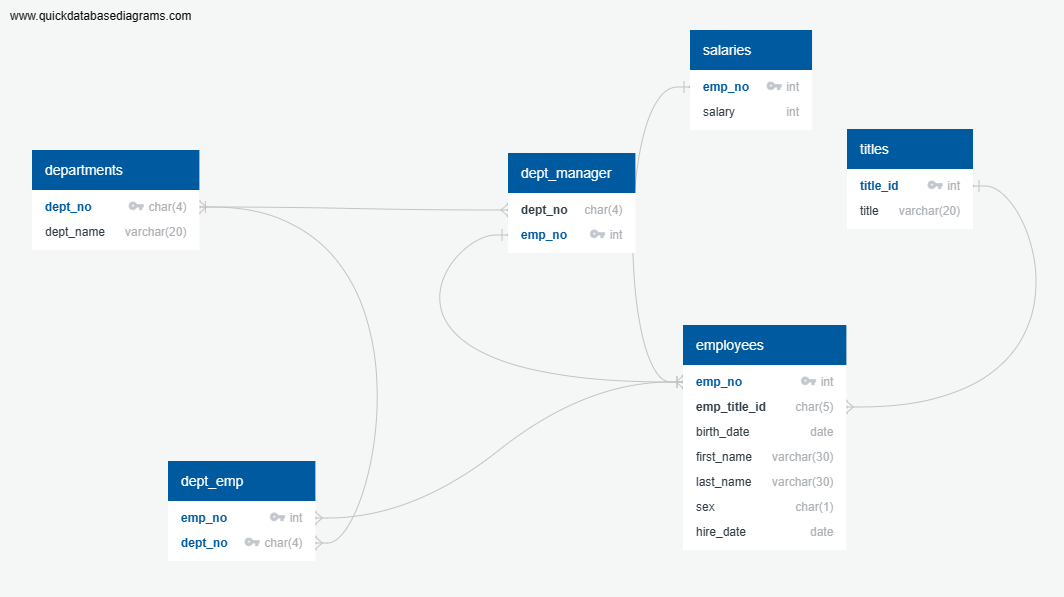 www.quickdatabasediagrams.com
salaries
emp_no int
salary int
titles
title_id int
title varchar(20)
departments
dept_no char(4)
dept_name varchar(20)
dept_manager
dept_no char(4)
emp_no int
employees
emp_no int
emp_title_id char(5)
birth_date date
first_name varchar(30)
last_name varchar(30)
sex char(1)
hire_date date
dept_emp
emp_no int
dept_no char(4)